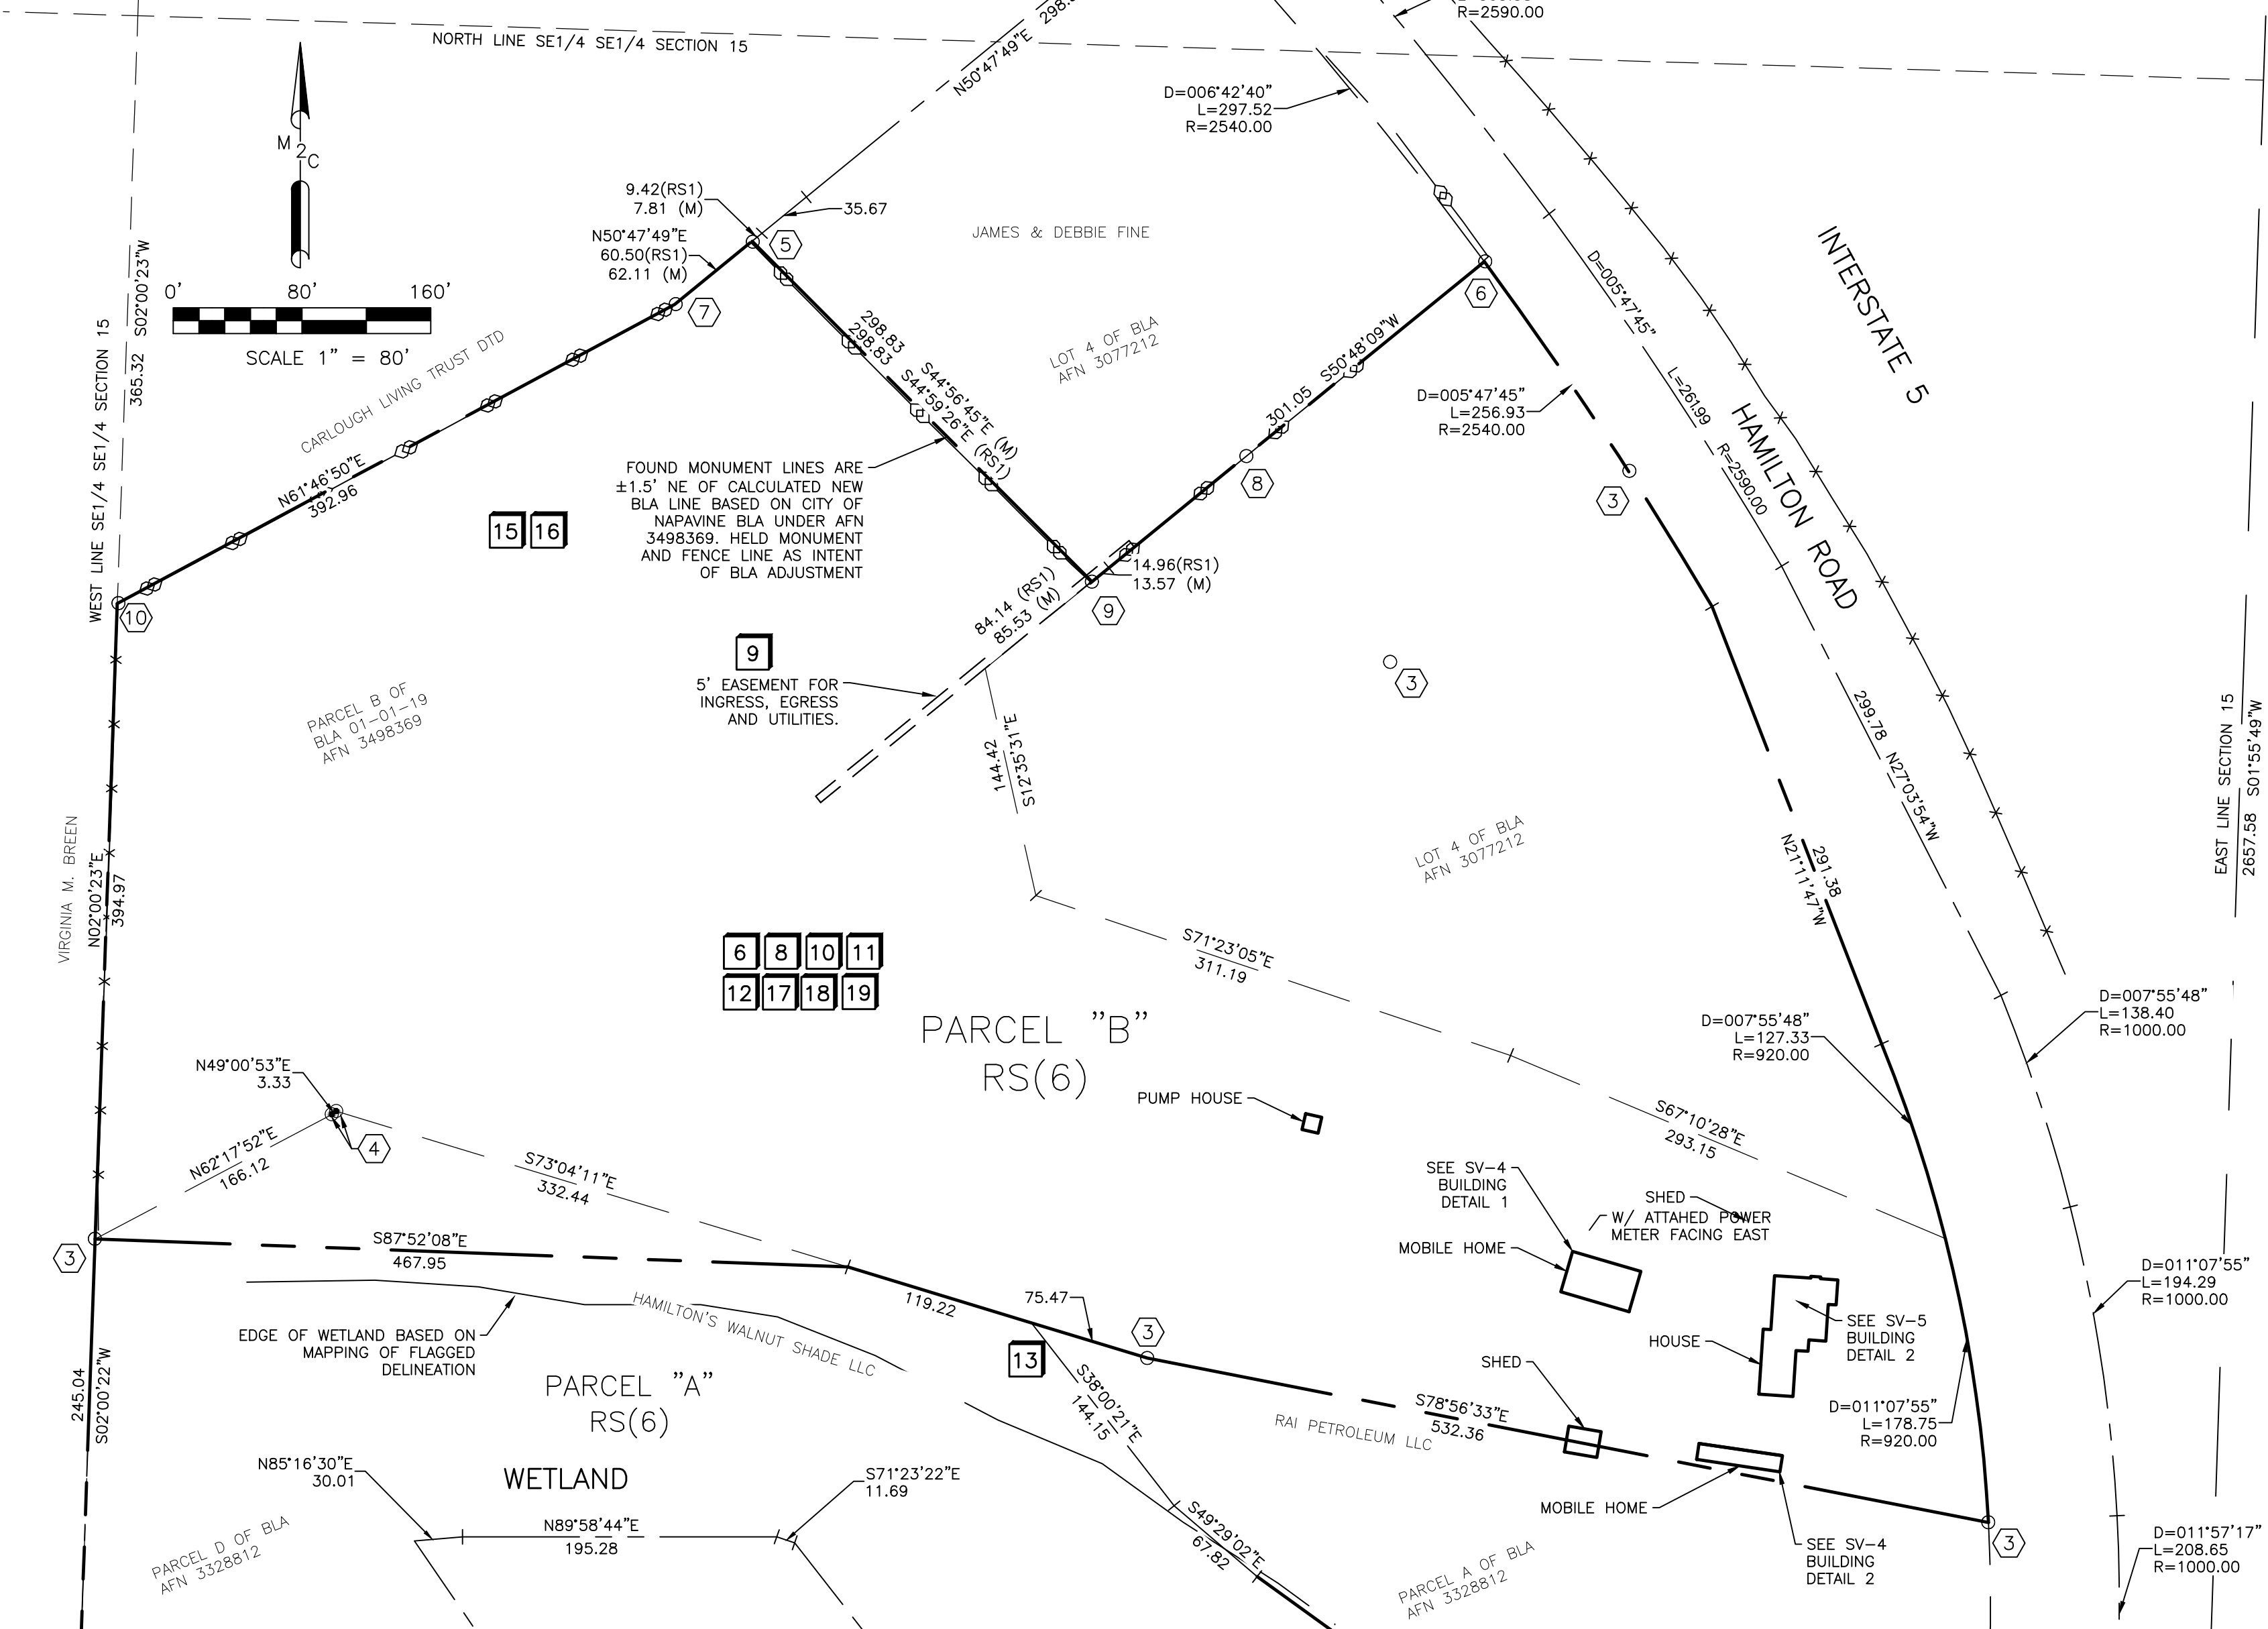 R=2590.00
NORTH LINE SE1/4 SE1/4 SECTION 15
N50°47'49"E
298.
M 2 C
0' 80' 160'
SCALE 1" = 80'
WEST LINE SE1/4 SE1/4 SECTION 15
365.32 S02°00'23"W
D=006°42'40"
L=297.52
R=2540.00
9.42(RS1)
7.81 (M)
35.67
N50°47'49"E
60.50(RS1)
62.11 (M)
5
7
JAMES & DEBBIE FINE
6
INTERSTATE 5
HAMILTON ROAD
D=005°47'45"
L=261.99
R=2590.00
CARLOUGH LIVING TRUST DTD
298.83 S44°56'45"E (M)
298.83 S44°59'26"E (RS1)
LOT 4 OF BLA
AFN 3077212
301.05 S50°48'09"W
D=005°47'45"
L=256.93
R=2540.00
3
8
N61°46'50"E
392.96
FOUND MONUMENT LINES ARE
±1.5' NE OF CALCULATED NEW
BLA LINE BASED ON CITY OF
NAPAVINE BLA UNDER AFN
3498369. HELD MONUMENT
AND FENCE LINE AS INTENT
OF BLA ADJUSTMENT
15 16
10
14.96(RS1)
13.57 (M)
9
84.14 (RS1)
85.53 (M)
9
5' EASEMENT FOR
INGRESS, EGRESS
AND UTILITIES.
3
PARCEL B OF
BLA 01-01-19
AFN 3498369
144.42
S12°35'31"E
299.78 N27°03'54"W
EAST LINE SECTION 15
2657.58 S01°55'49"W
VIRGINIA M. BREEN
N02°00'23"E
394.97
LOT 4 OF BLA
AFN 3077212
291.38
N21°11'47"W
6 8 10 11
12 17 18 19
S71°23'05"E
311.19
PARCEL "B"
RS(6)
D=007°55'48"
L=138.40
R=1000.00
D=007°55'48"
L=127.33
R=920.00
N49°00'53"E
3.33
4
PUMP HOUSE
N62°17'52"E
166.12
S73°04'11"E
332.44
S67°10'28"E
293.15
SEE SV-4
BUILDING
DETAIL 1
SHED
W/ ATTAHED POWER
METER FACING EAST
MOBILE HOME
3
S87°52'08"E
467.95
D=011°07'55"
L=194.29
R=1000.00
119.22
75.47
3
HAMILTON'S WALNUT SHADE LLC
EDGE OF WETLAND BASED ON
MAPPING OF FLAGGED
DELINEATION
13
SEE SV-5
BUILDING
DETAIL 2
HOUSE
SHED
245.04
S02°00'22"W
PARCEL "A"
RS(6)
S38°00'21"E
144.15
S78°56'33"E
532.36
RAI PETROLEUM LLC
D=011°07'55"
L=178.75
R=920.00
N85°16'30"E
30.01
WETLAND
S71°23'22"E
11.69
MOBILE HOME
SEE SV-4
BUILDING
DETAIL 2
3
N89°58'44"E
195.28
S49°29'02"E
67.82
PARCEL D OF BLA
AFN 3328812
PARCEL A OF BLA
AFN 3328812
D=011°57'17"
L=208.65
R=1000.00